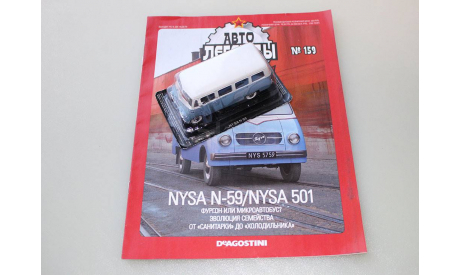 АВТО
ЛЕГЕНДЫ
№ 159
NYS 5759
NYSA N-59/NYSA 501
ФУРГОН ИЛИ МИКРОАВТОБУС?
ЭВОЛЮЦИЯ СЕМЕЙСТВА
ОТ «САНИТАРКИ» ДО «ХОЛОДИЛЬНИКА»
DEAGOSTINI